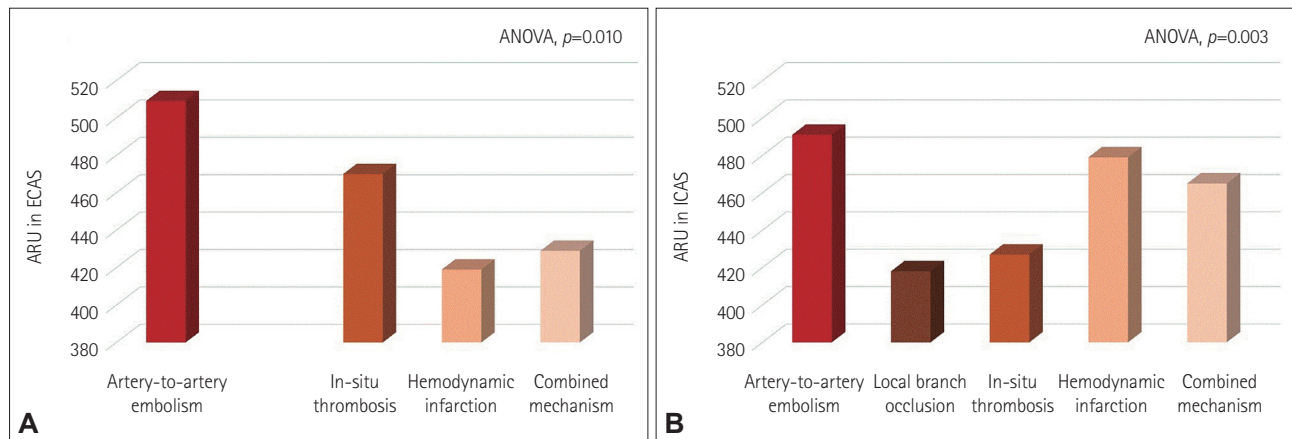 ANOVA, p=0.010
ARU in ECAS
520
500
480
460
440
420
400
380
Artery-to-artery
embolism
In-situ
thrombosis
Hemodynamic
infarction
Combined
mechanism
A
ANOVA, p=0.003
ARU in ICAS
520
500
480
460
440
420
400
380
Artery-to-artery
embolism
Local branch
occlusion
In-situ
thrombosis
Hemodynamic
infarction
Combined
mechanism
B